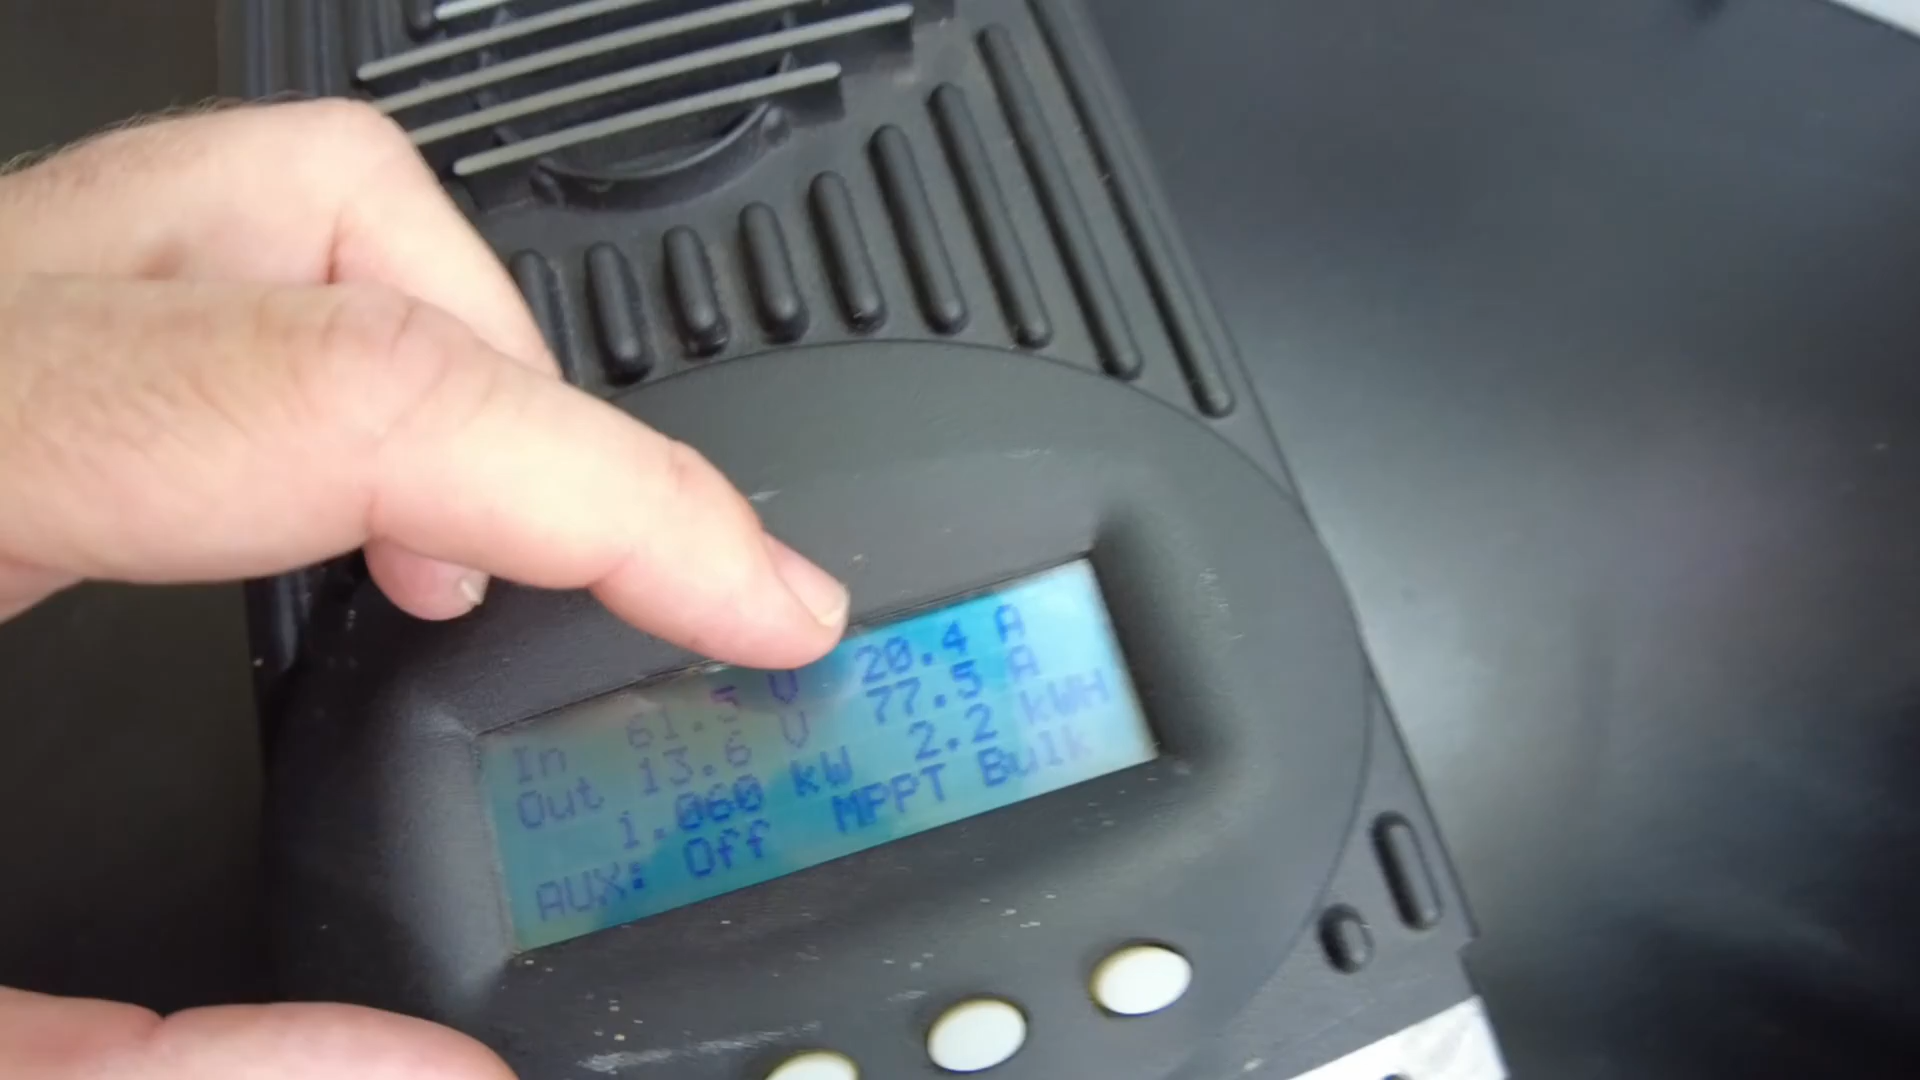 In 61.5 V 20.4 A
Out 13.6 V 77.5 A
1.060 kW 2.2 kWH
AUX: Off MPPT Bulk